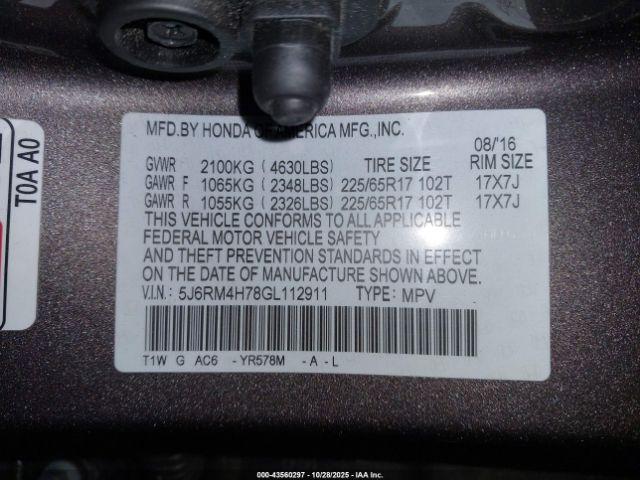 T0A A0
MFD.BY HONDA OF AMERICA MFG.,INC.
08/'16
GVWR 2100KG ( 4630LBS) TIRE SIZE RIM SIZE
GAWR F 1065KG ( 2348LBS) 225/65R17 102T 17X7J
GAWR R 1055KG ( 2326LBS) 225/65R17 102T 17X7J
THIS VEHICLE CONFORMS TO ALL APPLICABLE
FEDERAL MOTOR VEHICLE SAFETY
AND THEFT PREVENTION STANDARDS IN EFFECT
ON THE DATE OF MANUFACTURE SHOWN ABOVE.
V.I.N.: 5J6RM4H78GL112911 TYPE: MPV
T1W G AC6 -YR578M -A-L
000-43560297 - 10/28/2025 - IAA Inc.